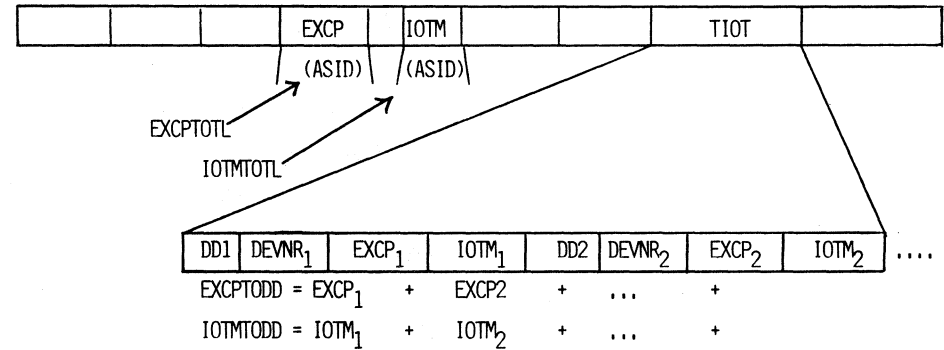 EXCP IOTM TIOT
(ASID) (ASID)
EXCPTOTL
IOTMTOTL
DD1 DEVNR1 EXCP1 IOTM1 DD2 DEVNR2 EXCP2 IOTM2 ....
EXCPTODD = EXCP1 + EXCP2 + ... +
IOTMTODD = IOTM1 + IOTM2 + ... +